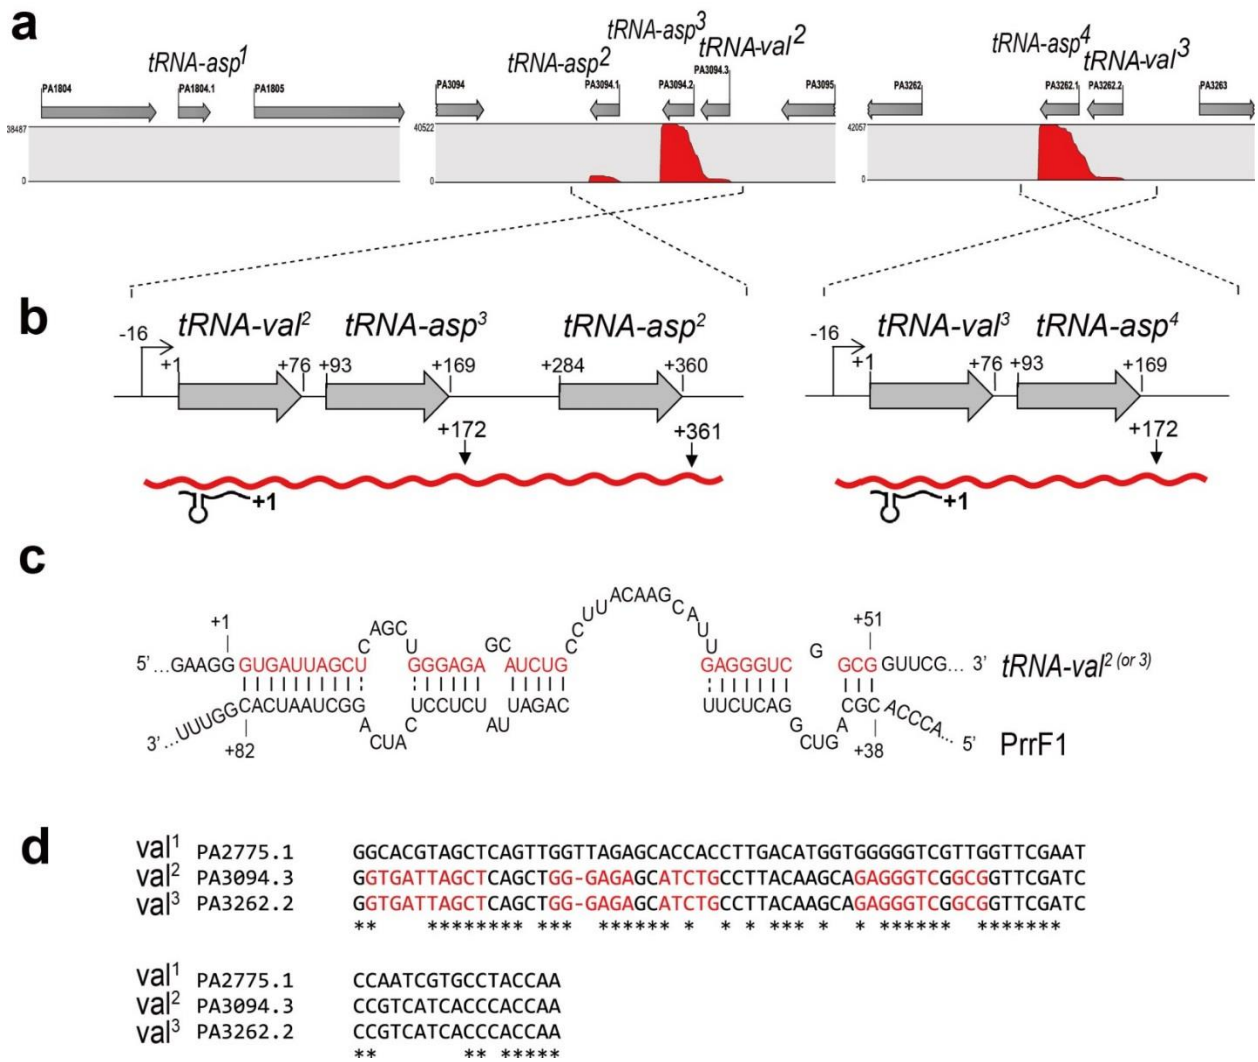 a
tRNA-asp1
tRNA-asp2
tRNA-asp3
tRNA-val2
tRNA-asp4
tRNA-val3
PA1804
PA1804.1
PA1805
PA3094
PA3094.1
PA3094.2
PA3094.3
PA3095
PA3262
PA3262.1
PA3262.2
PA3263
38487
0
40522
0
42057
0
b
tRNA-val2
tRNA-asp3
tRNA-asp2
tRNA-val3
tRNA-asp4
-16
+1
+76
+93
+169
+284
+360
-16
+1
+76
+93
+169
+172
+361
+172
+1
+1
c
+1
+51
5' ...GAAGG GUGAUUAGCU CAGCU GGGAGA GC AUCUG CCUUACAAGCAUU GAGGGUC G GCG GUUCG... 3'
tRNA-val2 (or 3)
3' ...UUUGG CACUAAUCGG ACUAC UCCUCU AU UAGAC UUCUCAG GGUGA CGC ACCCA... 5'
PrrF1
+82
+38
d
val1 PA2775.1 GGCACGTAGCTCAGTTGGTTAGAGCACCACCTTGACATGGTGGGGGTCGTTGGTTCGAAT
val2 PA3094.3 GGTGATTAGCTCAGCTGG-GAGAGCATCTGCCTTACAAGCAGAGGGTCGGCGGTTCGATC
val3 PA3262.2 GGTGATTAGCTCAGCTGG-GAGAGCATCTGCCTTACAAGCAGAGGGTCGGCGGTTCGATC
** ******** *** ****** * * * *** * * ****** *******
val1 PA2775.1 CCAATCGTGCCTACCAA
val2 PA3094.3 CCGTCATCACCCACCAA
val3 PA3262.2 CCGTCATCACCCACCAA
** ** *****